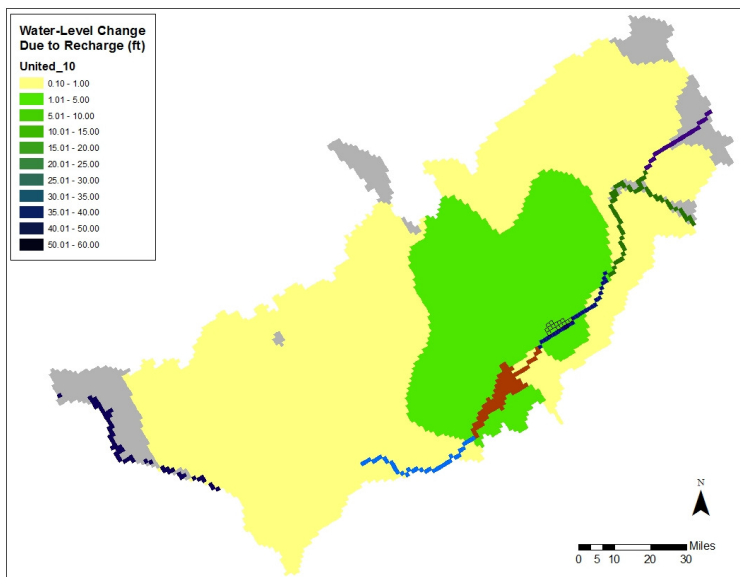 Water-Level Change
Due to Recharge (ft)
United_10
0.10 - 1.00
1.01 - 5.00
5.01 - 10.00
10.01 - 15.00
15.01 - 20.00
20.01 - 25.00
25.01 - 30.00
30.01 - 35.00
35.01 - 40.00
40.01 - 50.00
50.01 - 60.00
N
Miles
0 5 10 20 30